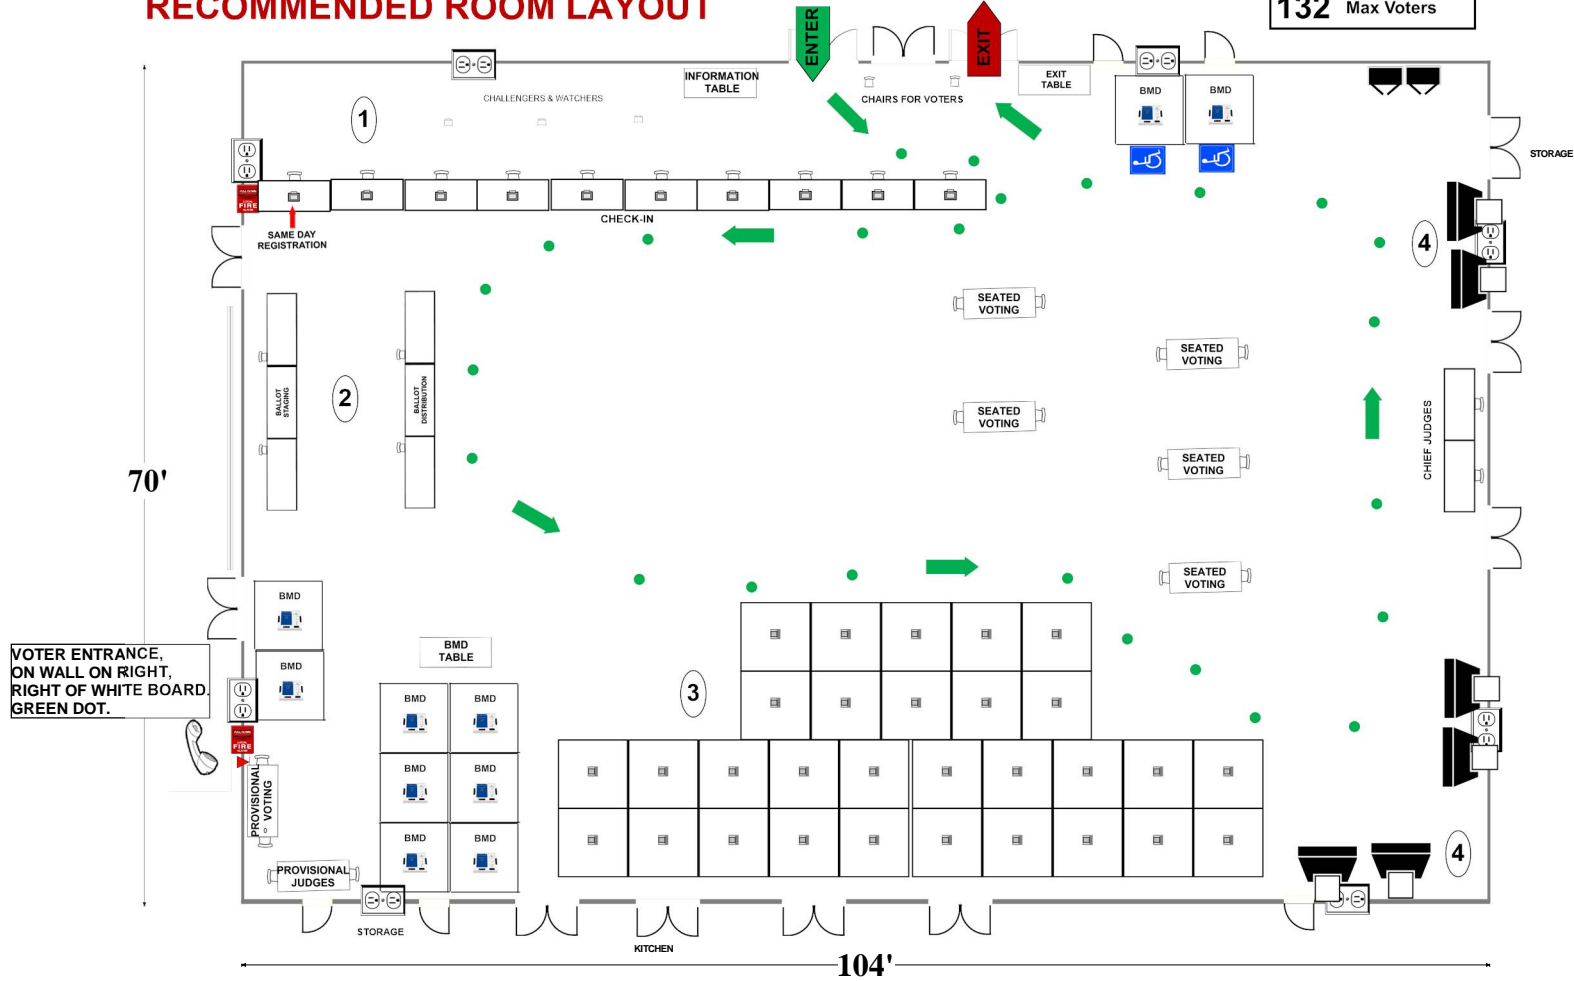 RECOMMENDED ROOM LAYOUT
132 Max Voters
ENTER
EXIT
INFORMATION
TABLE
CHALLENGERS & WATCHERS
CHAIRS FOR VOTERS
EXIT
TABLE
BMD
BMD
1
STORAGE
FIRE
CHECK-IN
SAME DAY
REGISTRATION
4
SEATED
VOTING
SEATED
VOTING
BALLOT
STAGING
2
BALLOT
DISTRIBUTION
SEATED
VOTING
SEATED
VOTING
CHIEF JUDGES
70'
SEATED
VOTING
BMD
BMD
TABLE
VOTER ENTRANCE,
ON WALL ON RIGHT,
RIGHT OF WHITE BOARD.
GREEN DOT.
BMD
3
BMD
BMD
FIRE
PROVISIONAL
VOTING
BMD
BMD
BMD
BMD
4
PROVISIONAL
JUDGES
STORAGE
KITCHEN
104'